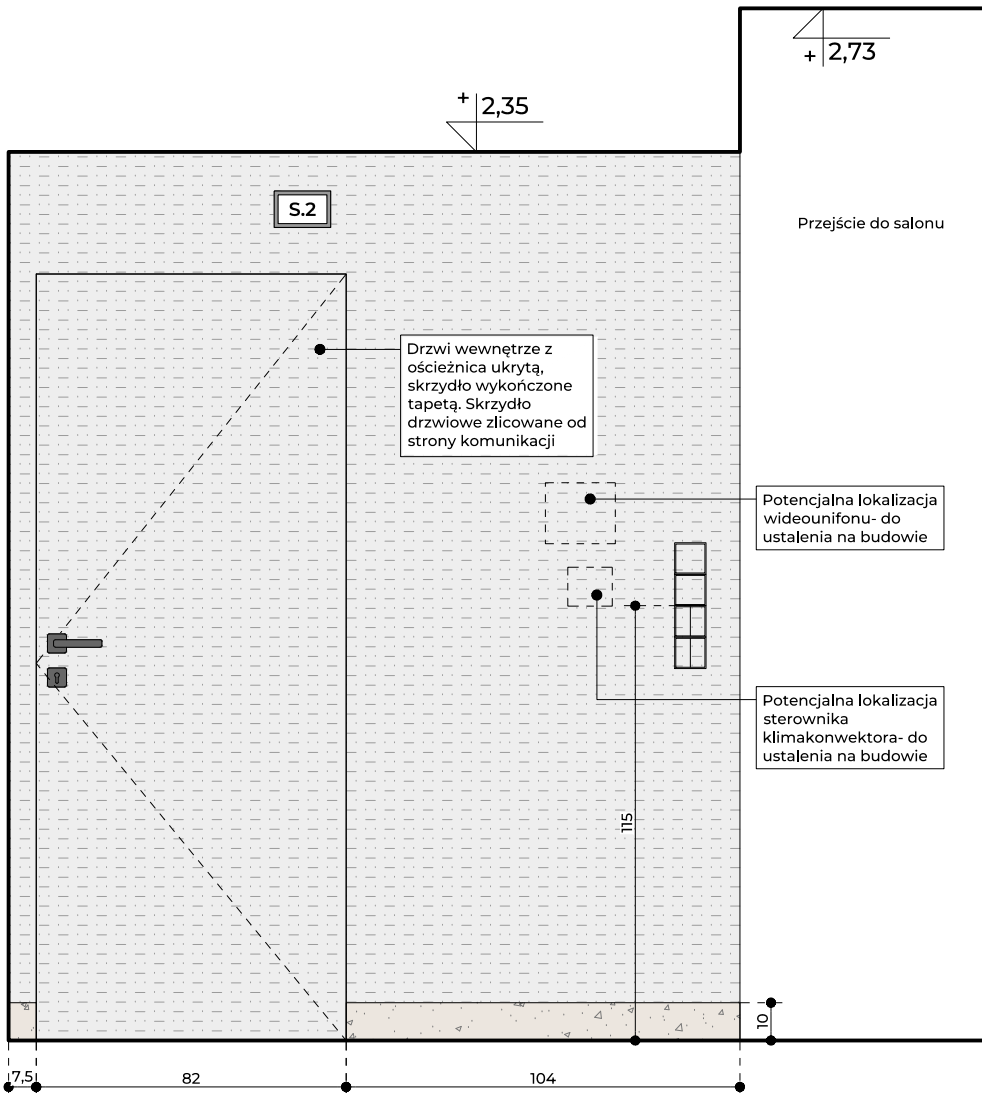 + 2,73
+ 2,35
S.2
Przejście do salonu
Drzwi wewnętrze z
ościeżnica ukrytą,
skrzydło wykończone
tapetą. Skrzydło
drzwiowe zlicowane od
strony komunikacji
Potencjalna lokalizacja
wideounifonu- do
ustalenia na budowie
Potencjalna lokalizacja
sterownika
klimakonwektora- do
ustalenia na budowie
115
10
7,5
82
104